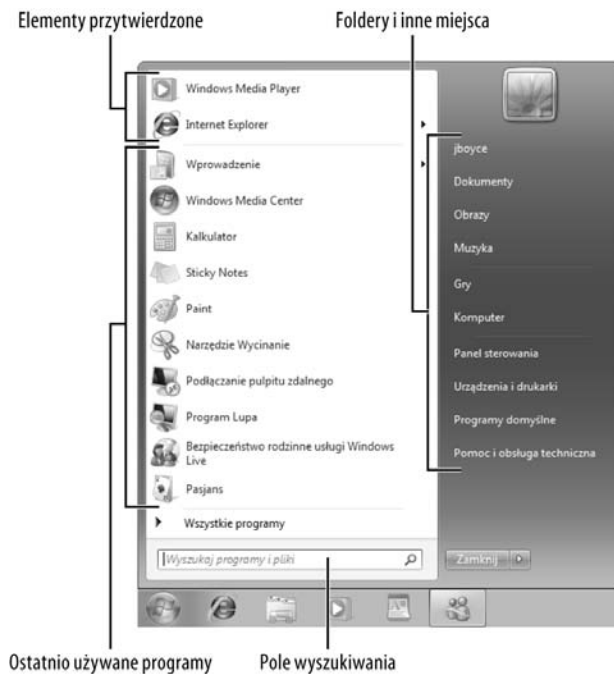 Elementy przytwierdzone
Foldery i inne miejsca
Windows Media Player
Internet Explorer
Wprowadzenie
Windows Media Center
Kalkulator
Sticky Notes
Paint
Narzędzie Wycinanie
Podłączanie pulpitu zdalnego
Program Lupa
Bezpieczeństwo rodzinne usługi Windows
Live
Pasjans
Wszystkie programy
Wyszukaj programy i pliki
jboyce
Dokumenty
Obrazy
Muzyka
Gry
Komputer
Panel sterowania
Urządzenia i drukarki
Programy domyślne
Pomoc i obsługa techniczna
Zamknij
Ostatnio używane programy
Pole wyszukiwania